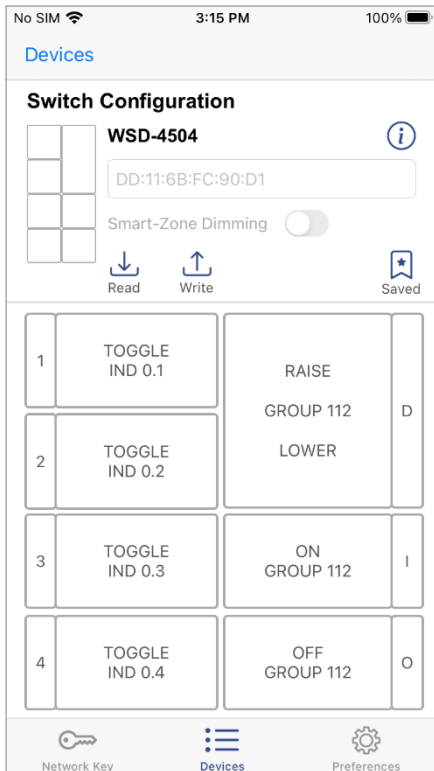 No SIM 3:15 PM 100%
Devices
Switch Configuration
WSD-4504
i
DD:11:6B:FC:90:D1
Smart-Zone Dimming
Read Write Saved
1
TOGGLE
IND 0.1
RAISE
GROUP 112
LOWER
D
2
TOGGLE
IND 0.2
3
TOGGLE
IND 0.3
ON
GROUP 112
I
4
TOGGLE
IND 0.4
OFF
GROUP 112
O
Network Key Devices Preferences